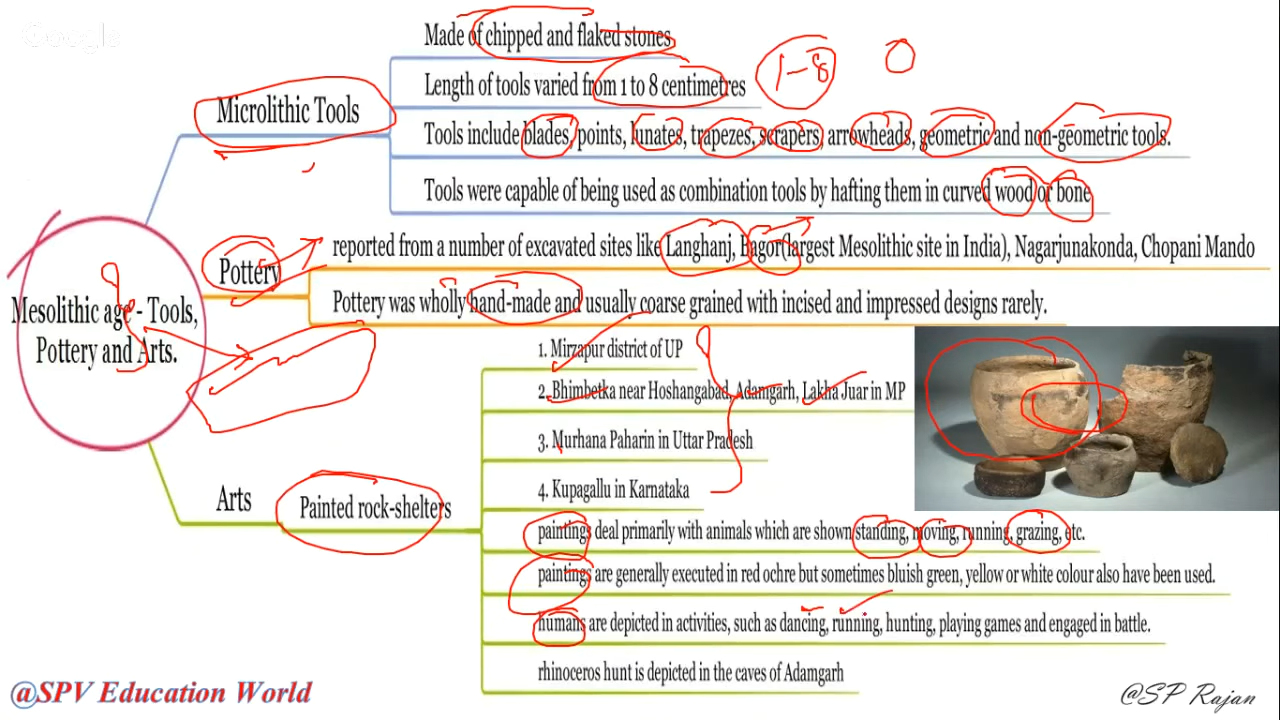 Google
Made of chipped and flaked stones
Length of tools varied from 1 to 8 centimetres
1-8
Microlithic Tools
Tools include blades, points, lunates, trapezes, scrapers, arrowheads, geometric and non-geometric tools.
Tools were capable of being used as combination tools by hafting them in curved wood or bone
Mesolithic age - Tools,
Pottery and Arts.
Pottery
reported from a number of excavated sites like Langhanj, Bagor(largest Mesolithic site in India), Nagarjunakonda, Chopani Mando
Pottery was wholly hand-made and usually coarse grained with incised and impressed designs rarely.
Arts
Painted rock-shelters
1. Mirzapur district of UP
2. Bhimbetka near Hoshangabad, Adamgarh, Lakha Juar in MP
3. Murhana Paharin in Uttar Pradesh
4. Kupagallu in Karnataka
paintings deal primarily with animals which are shown standing, moving, running, grazing, etc.
paintings are generally executed in red ochre but sometimes bluish green, yellow or white colour also have been used.
humans are depicted in activities, such as dancing, running, hunting, playing games and engaged in battle.
rhinoceros hunt is depicted in the caves of Adamgarh
@SPV Education World
@SP Rajan